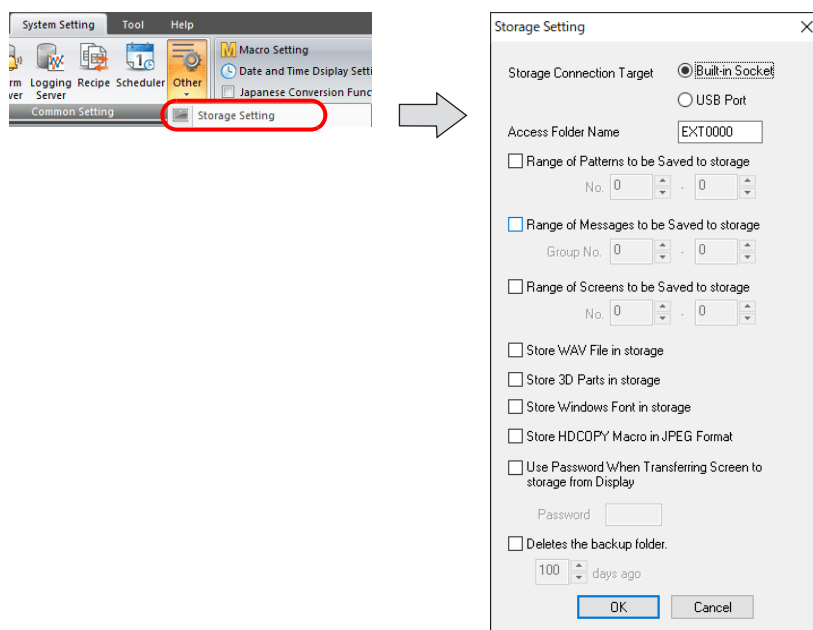 System Setting Tool Help
Macro Setting
Date and Time Dsiplay Setti
Japanese Conversion Func
rm Logging Recipe Scheduler Other
ver Server
Common Setting
Storage Setting
Storage Setting
Storage Connection Target Built-in Socket
USB Port
Access Folder Name EXT0000
Range of Patterns to be Saved to storage
No. 0 - 0
Range of Messages to be Saved to storage
Group No. 0 - 0
Range of Screens to be Saved to storage
No. 0 - 0
Store WAV File in storage
Store 3D Parts in storage
Store Windows Font in storage
Store HDCOPY Macro in JPEG Format
Use Password When Transferring Screen to
storage from Display
Password
Deletes the backup folder.
100 days ago
OK Cancel